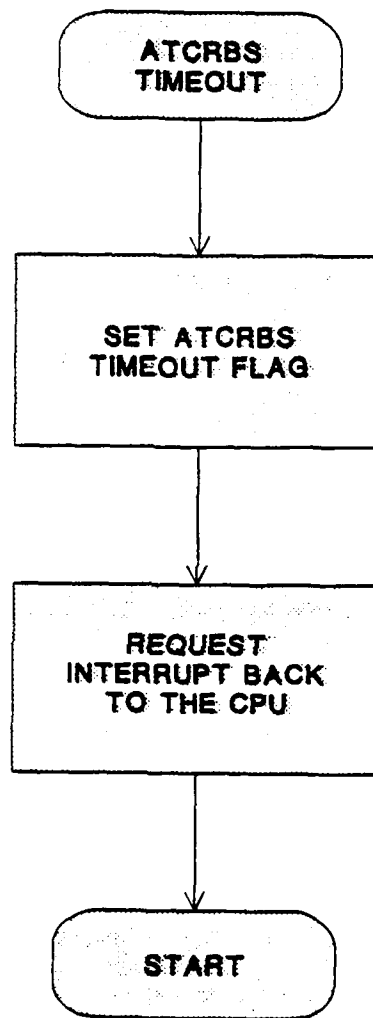 ATCRBS
TIMEOUT
SET ATCRBS
TIMEOUT FLAG
REQUEST
INTERRUPT BACK
TO THE CPU
START